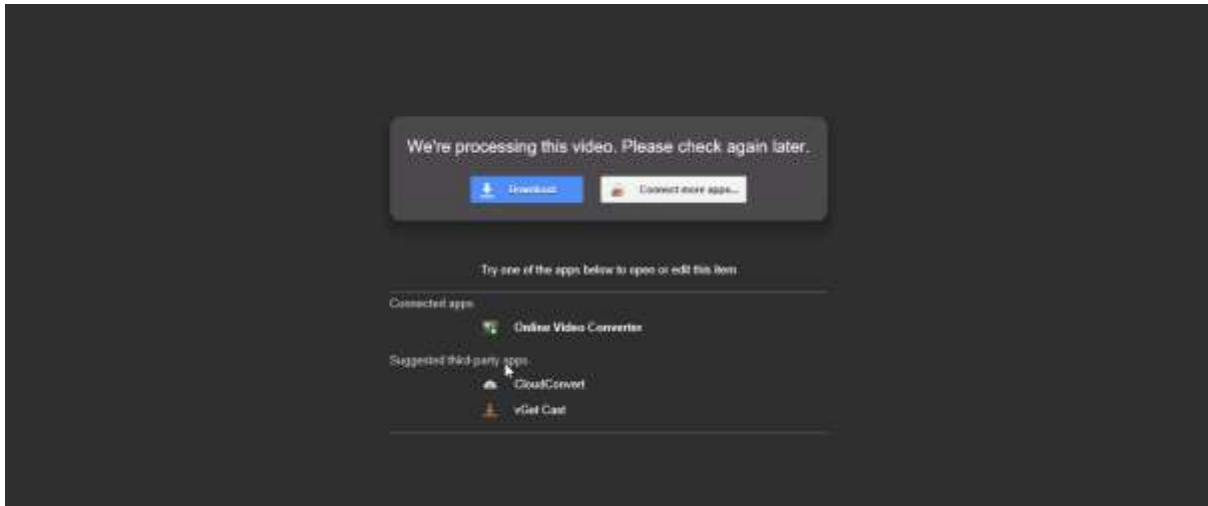 We're processing this video. Please check again later.
Download
Connect more apps...
Try one of the apps below to open or edit this item
Connected apps
Online Video Converter
Suggested third-party apps
CloudConvert
vGet Cast